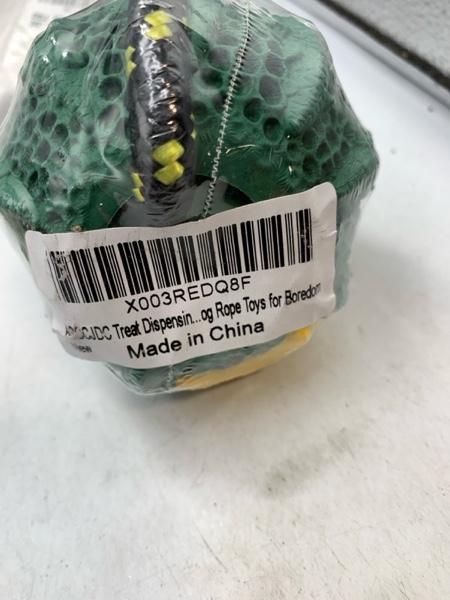 X003REDQ8F
Treat Dispensin...og Rope Toys for Boredom
Made in China